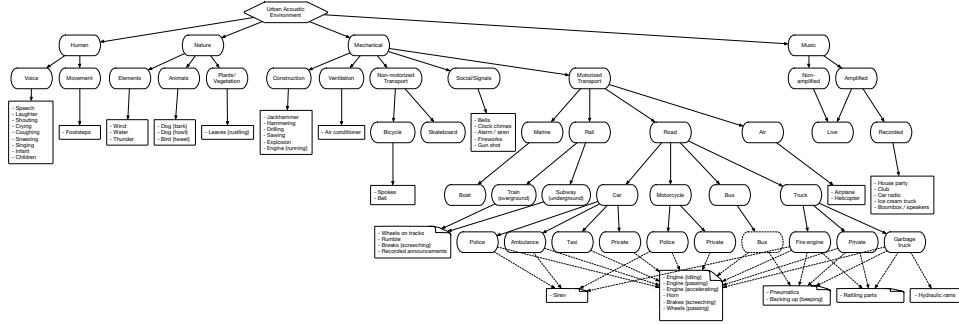 Urban Acoustic
Environment
Human
Nature
Mechanical
Music
Voice
Movement
Elements
Animals
Plants/
Vegetation
Construction
Ventilation
Non-motorized
Transport
Social/Signals
Motorized
Transport
Non-
amplified
Amplified
- Speech
- Laughter
- Shouting
- Crying
- Coughing
- Sneezing
- Singing
- Infant
- Children
- Footsteps
- Wind
- Water
- Thunder
- Dog {bark}
- Dog {howl}
- Bird {tweet}
- Leaves {rustling}
- Jackhammer
- Hammering
- Drilling
- Sawing
- Explosion
- Engine {running}
- Air conditioner
Bicycle
Skateboard
- Bells
- Clock chimes
- Alarm / siren
- Fireworks
- Gun shot
Marine
Rail
Road
Air
Live
Recorded
- Spokes
- Bell
Boat
Train
(overground)
Subway
(underground)
Car
Motorcycle
Bus
Truck
- Airplane
- Helicopter
- House party
- Club
- Car radio
- Ice cream truck
- Boombox / speakers
- Wheels on tracks
- Rumble
- Breaks {screeching}
- Recorded announcements
Police
Ambulance
Taxi
Private
Police
Private
Bus
Fire engine
Private
Garbage
truck
- Siren
- Engine {idling}
- Engine {passing}
- Engine {accelerating}
- Horn
- Brakes {screeching}
- Wheels {passing}
- Pneumatics
- Backing up {beeping}
- Rattling parts
- Hydraulic rams